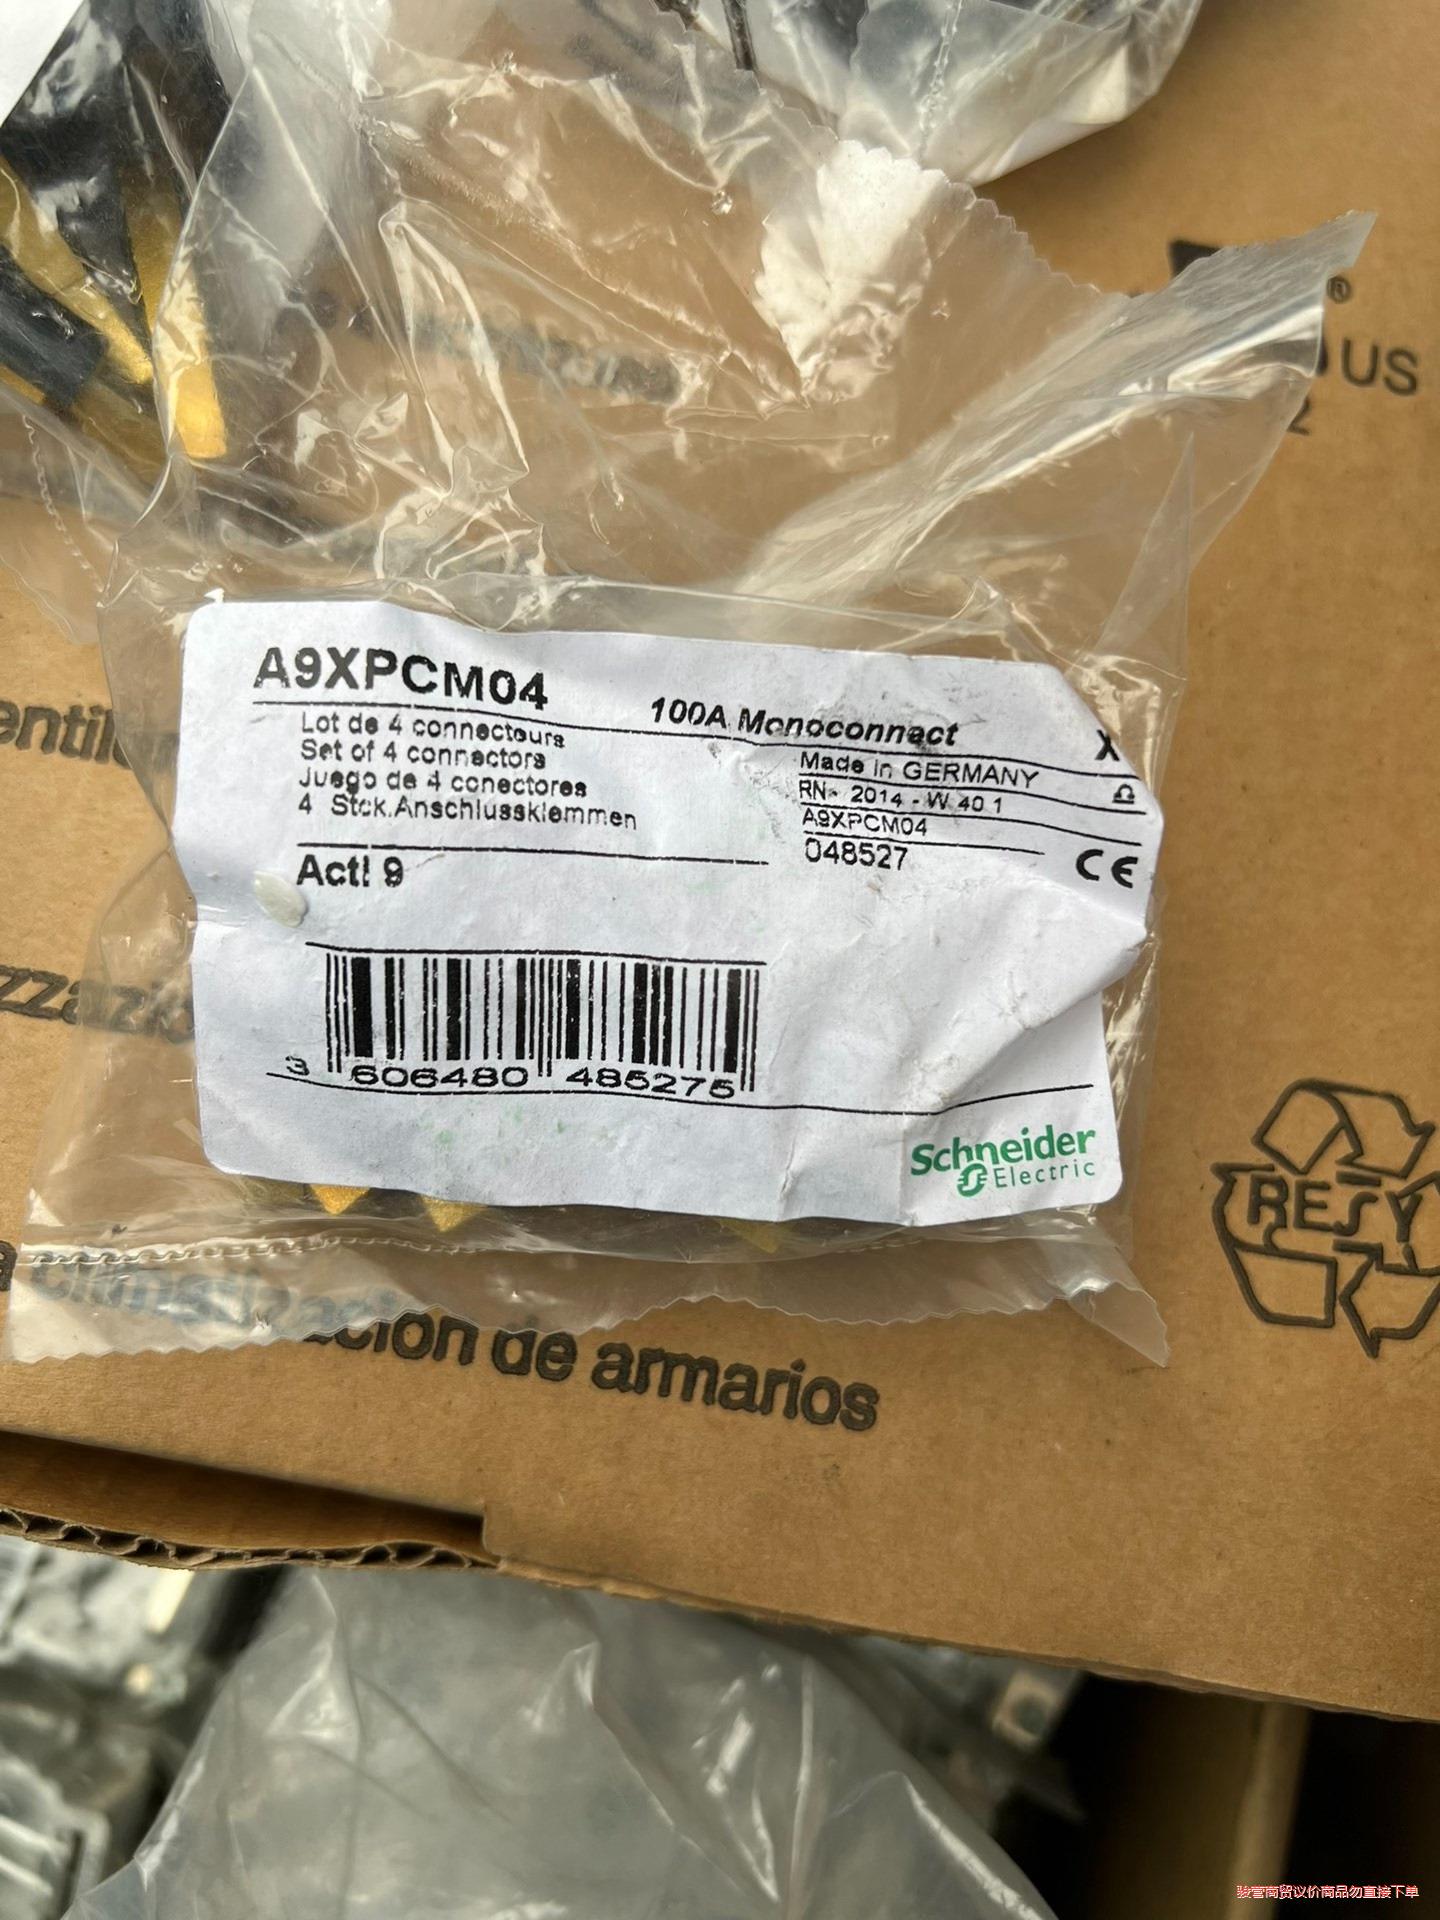 ® 
US
2
A9XPCM04
100A Monoconnect
X
Lot de 4 connecteurs
Set of 4 connectors
Juego de 4 conectores
4 Stck.Anschlussklemmen
Made in GERMANY
RN- 2014 - W 40 1
A9XPCM04
048527
CE
Acti 9
3 606480 485275
Schneider
Electric
RESY
Climatización de armarios
骏营商贸议价商品勿直接下单